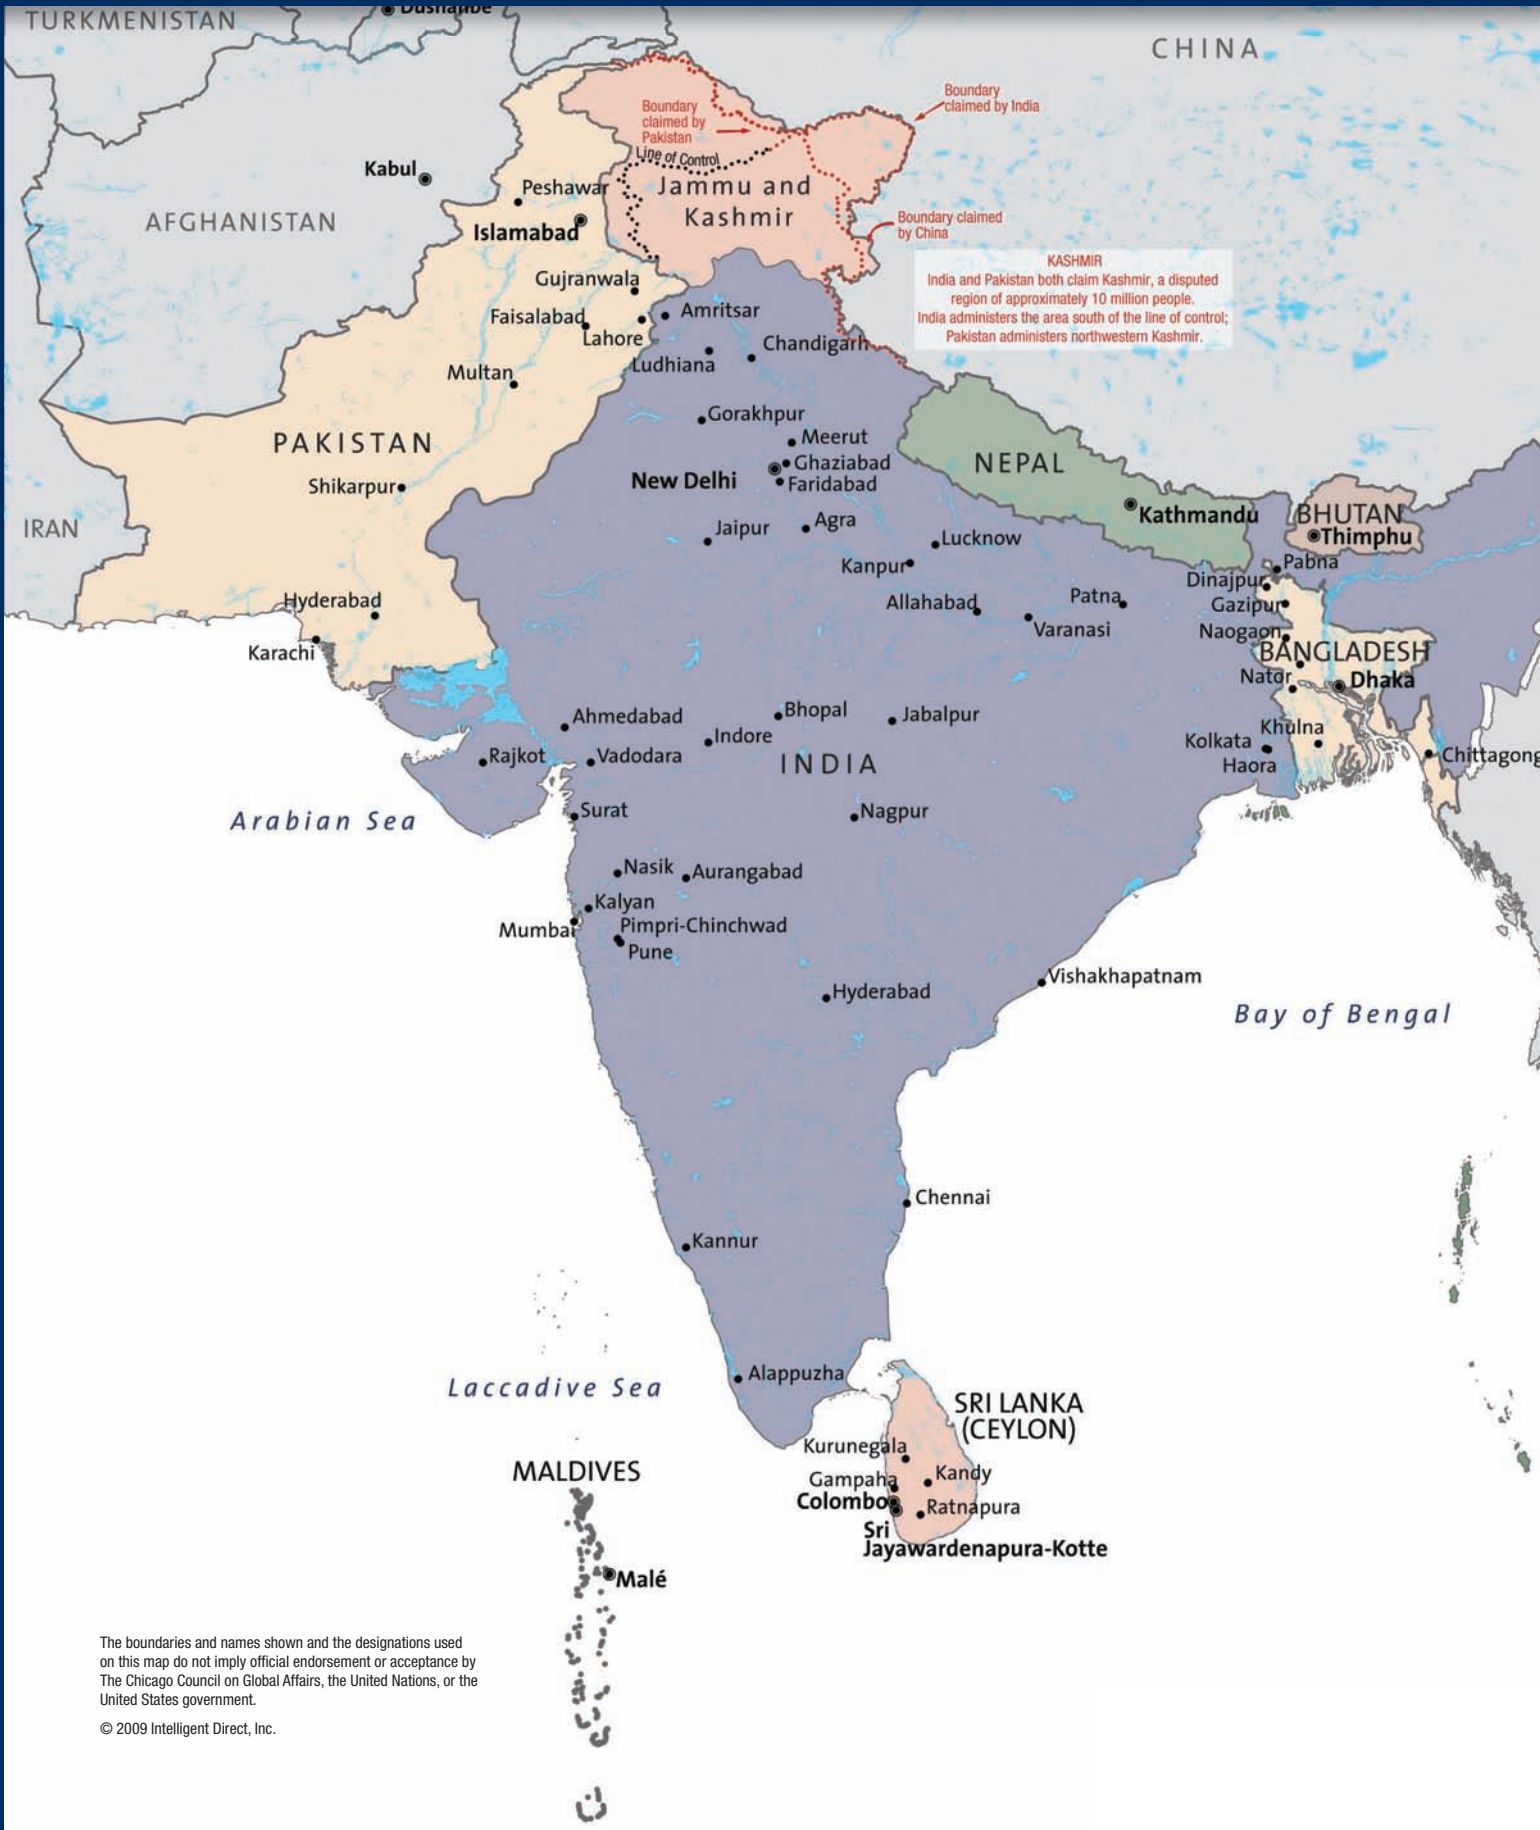 TURKMENISTAN
Dushanbe
CHINA
Boundary
claimed by India
Boundary
claimed by
Pakistan
Line of Control
Kabul
Peshawar
Jammu and
Kashmir
AFGHANISTAN
Islamabad
Boundary claimed
by China
KASHMIR
India and Pakistan both claim Kashmir, a disputed
region of approximately 10 million people.
India administers the area south of the line of control;
Pakistan administers northwestern Kashmir.
Gujranwala
Faisalabad
Amritsar
Lahore
Chandigarh
Ludhiana
Multan
Gorakhpur
PAKISTAN
Meerut
Ghaziabad
NEPAL
New Delhi
Faridabad
Shikarpur
IRAN
Kathmandu
BHUTAN
Thimphu
Jaipur
Agra
Lucknow
Kanpur
Pabna
Dinajpur
Hyderabad
Allahabad
Patna
Gazipur
Karachi
Varanasi
Naogaon
BANGLADESH
Nator
Dhaka
Ahmedabad
Bhopal
Jabalpur
Khulna
Indore
Kolkata
Rajkot
Vadodara
INDIA
Haora
Chittagong
Arabian Sea
Surat
Nagpur
Nasik
Aurangabad
Kalyan
Mumbai
Pimpri-Chinchwad
Pune
Hyderabad
Vishakhapatnam
Bay of Bengal
Chennai
Kannur
Alappuzha
Laccadive Sea
SRI LANKA
(CEYLON)
Kurunegala
MALDIVES
Kandy
Gampaha
Colombo
Ratnapura
Sri
Jayawardenapura-Kotte
Malé
The boundaries and names shown and the designations used
on this map do not imply official endorsement or acceptance by
The Chicago Council on Global Affairs, the United Nations, or the
United States government.
© 2009 Intelligent Direct, Inc.